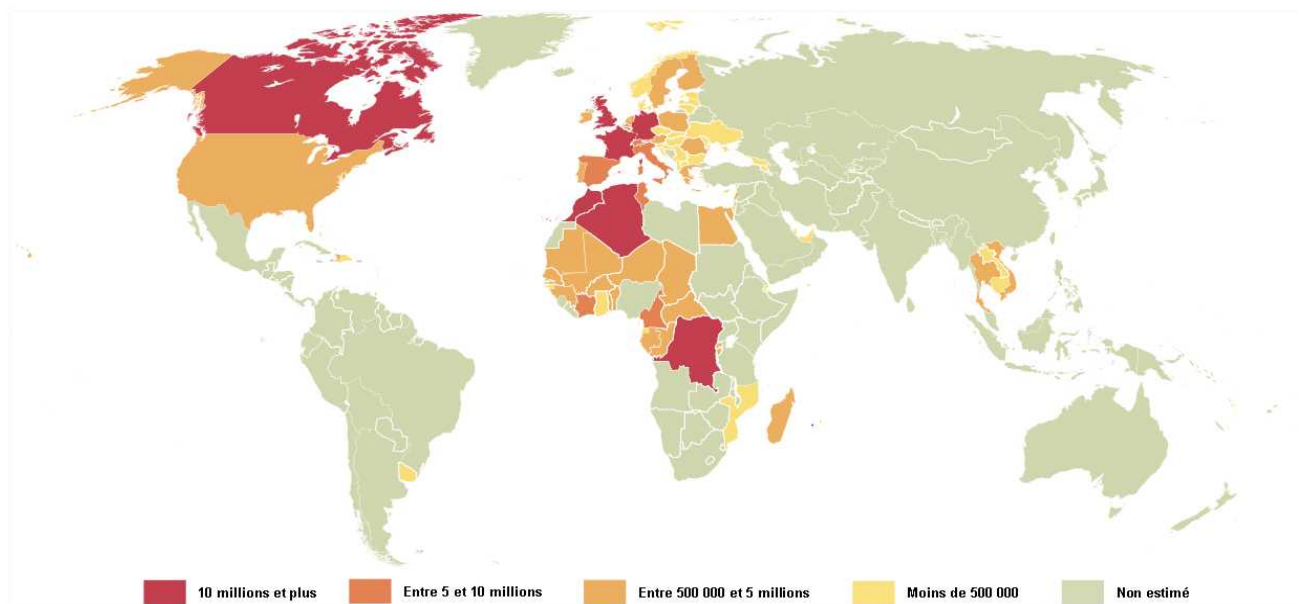 10 millions et plus
Entre 5 et 10 millions
Entre 500 000 et 5 millions
Moins de 500 000
Non estimé